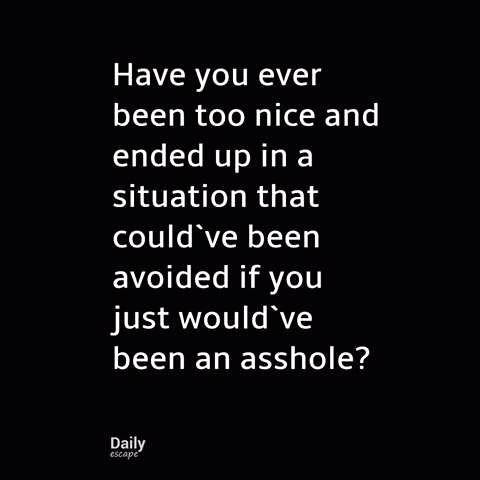 Have you ever
been too nice and
ended up in a
situation that
could`ve been
avoided if you
just would`ve
been an asshole?
Daily
escape